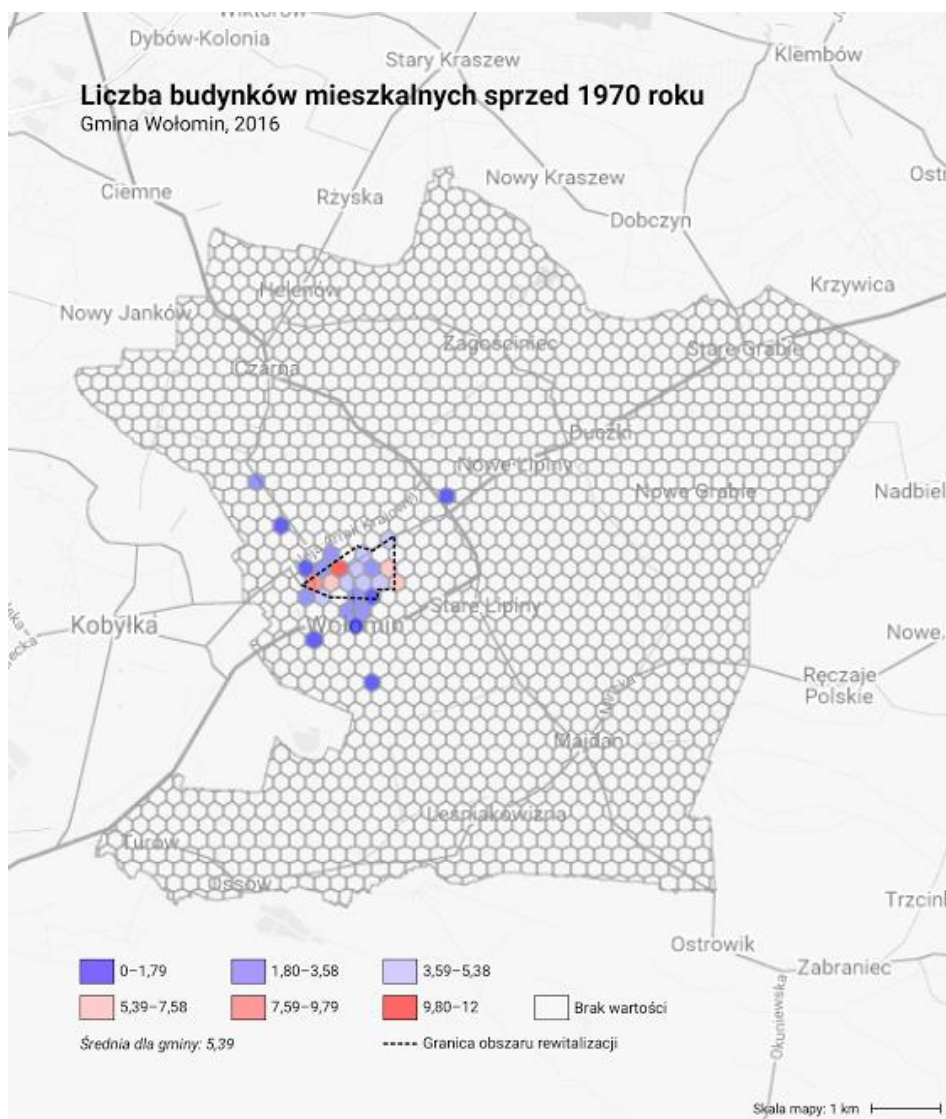 Wiktorów
Dybów-Kolonia
Stary Kraszew
Klembów
Liczba budynków mieszkalnych sprzed 1970 roku
Gmina Wołomin, 2016
Ciemne
Rżyska
Nowy Kraszew
Dobczyn
Krzywica
Helenów
Nowy Janków
Zagościniec
Stare Grabie
Czarna
Duczki
Nowe Lipiny
Nowe Grabie
Nadbiel
Stare Lipiny
Kobyłka
Wołomin
Nowe
Ręczaje
Polskie
Mińska
Majdan
Leśniakowizna
Turów
Ossów
Trzcink
Ostrowik
Zabraniec
Okuniewska
0–1,79
1,80–3,58
3,59–5,38
5,39–7,58
7,59–9,79
9,80–12
Brak wartości
Średnia dla gminy: 5,39
Granica obszaru rewitalizacji
Skala mapy: 1 km